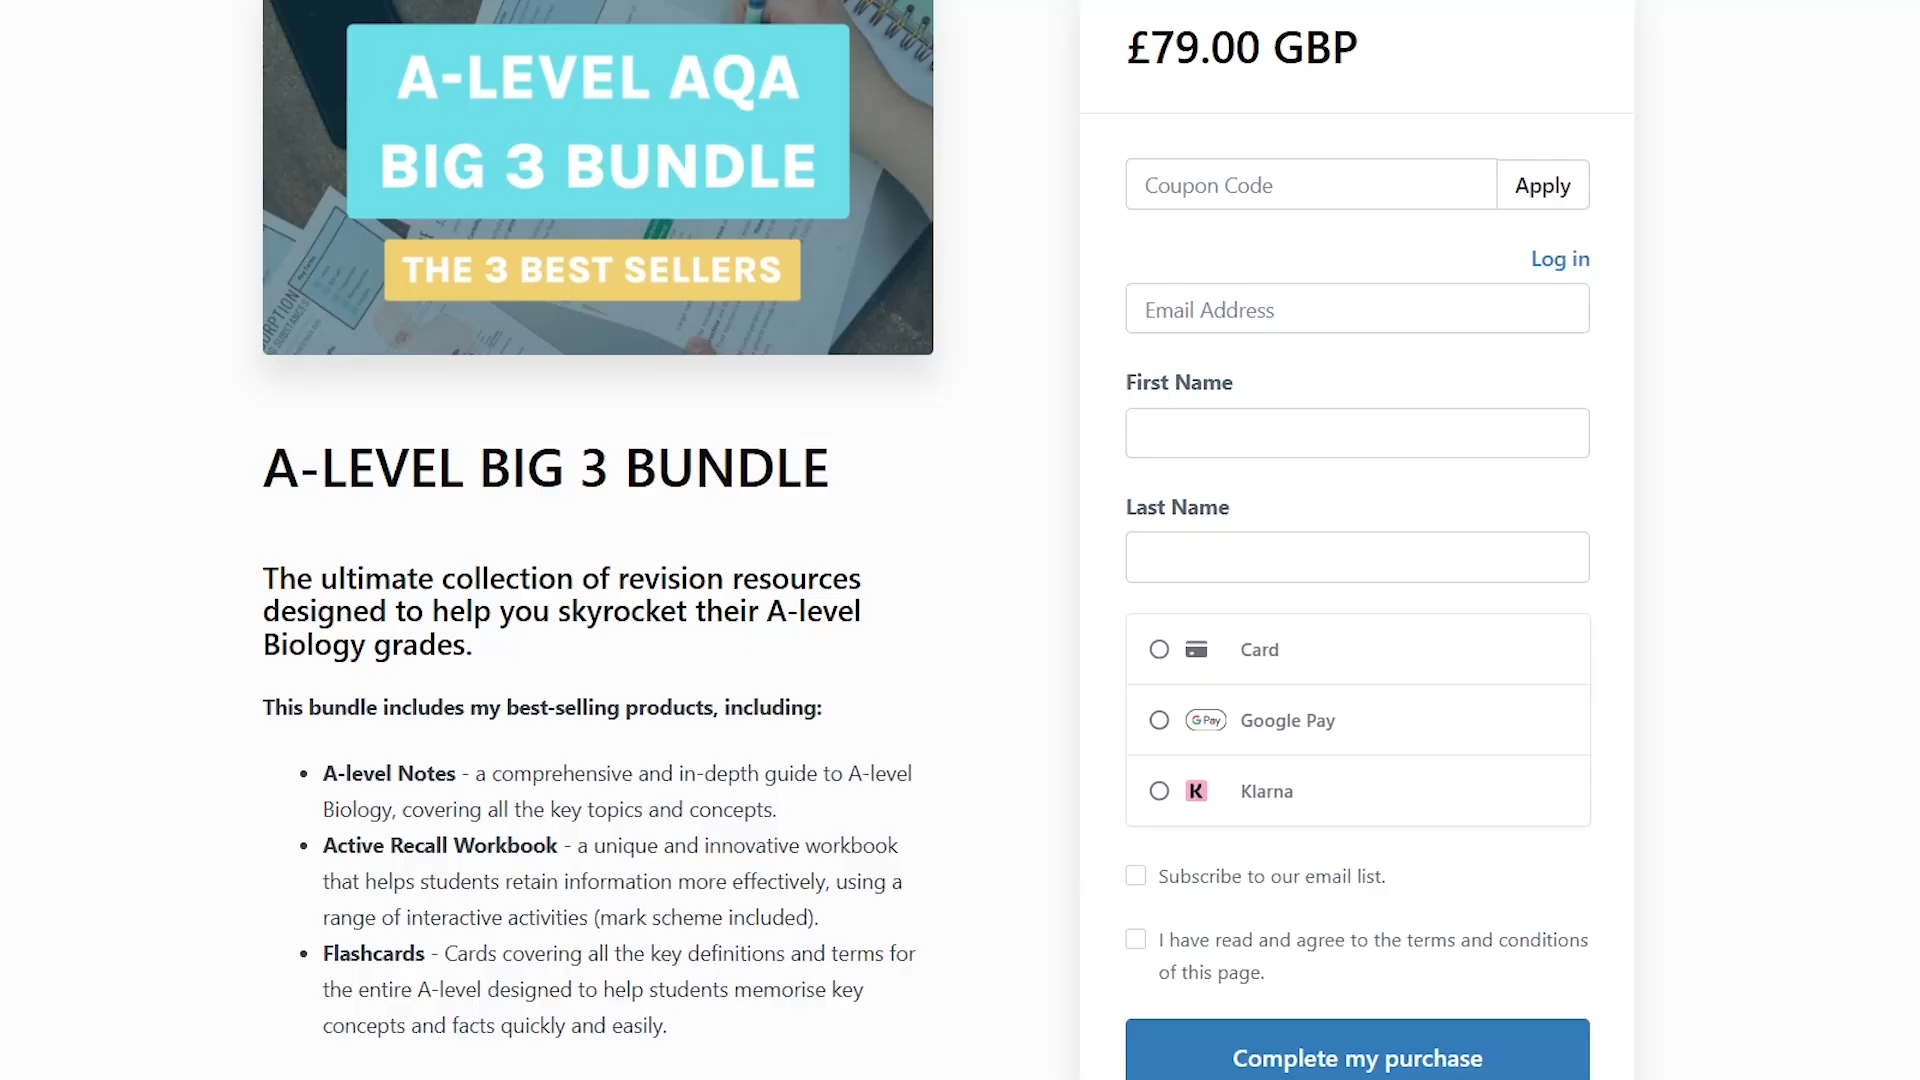 A-LEVEL AQA
BIG 3 BUNDLE
THE 3 BEST SELLERS
A-LEVEL BIG 3 BUNDLE
The ultimate collection of revision resources
designed to help you skyrocket their A-level
Biology grades.
This bundle includes my best-selling products, including:
A-level Notes - a comprehensive and in-depth guide to A-level
Biology, covering all the key topics and concepts.
Active Recall Workbook - a unique and innovative workbook
that helps students retain information more effectively, using a
range of interactive activities (mark scheme included).
Flashcards - Cards covering all the key definitions and terms for
the entire A-level designed to help students memorise key
concepts and facts quickly and easily.
£79.00 GBP
Coupon Code
Apply
Log in
Email Address
First Name
Last Name
Card
G Pay Google Pay
K Klarna
Subscribe to our email list.
I have read and agree to the terms and conditions
of this page.
Complete my purchase